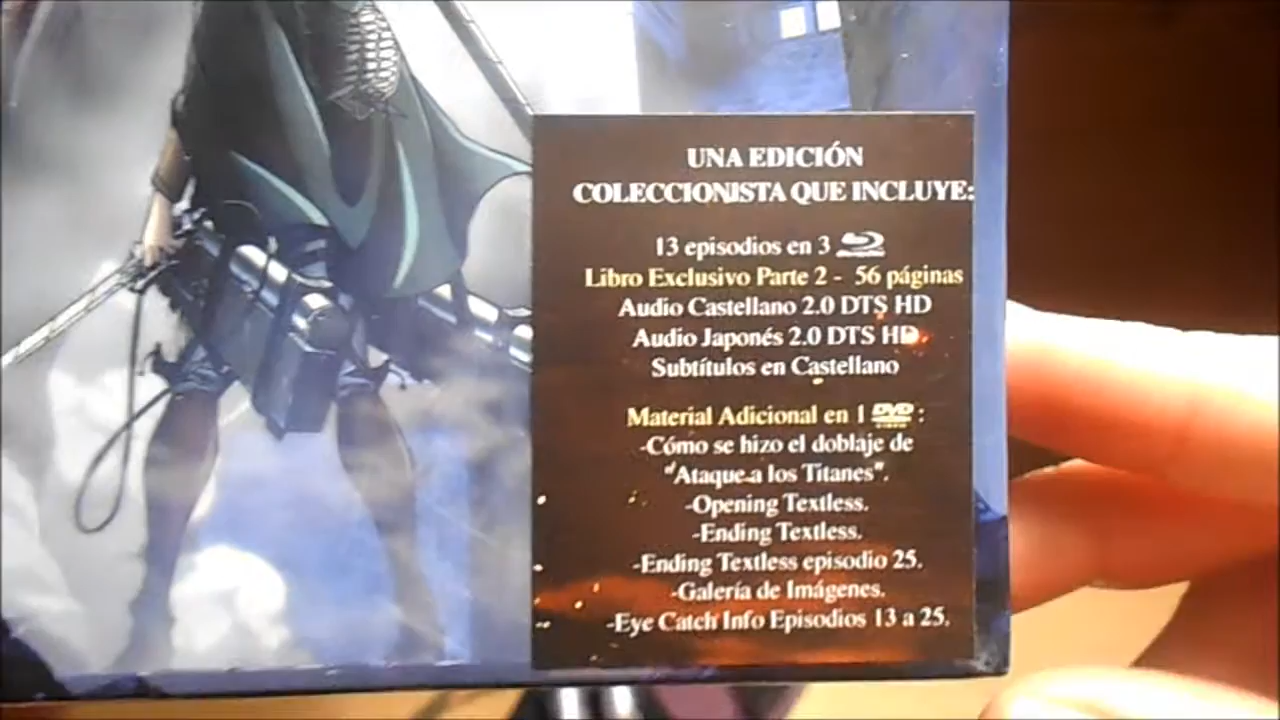 UNA EDICIÓN
COLECCIONISTA QUE INCLUYE:
13 episodios en 3
Libro Exclusivo Parte 2 - 56 páginas
Audio Castellano 2.0 DTS HD
Audio Japonés 2.0 DTS HD
Subtítulos en Castellano
Material Adicional en 1 DVD :
-Cómo se hizo el doblaje de
"Ataque a los Titanes".
-Opening Textless.
-Ending Textless.
-Ending Textless episodio 25.
-Galería de Imágenes.
-Eye Catch Info Episodios 13 a 25.